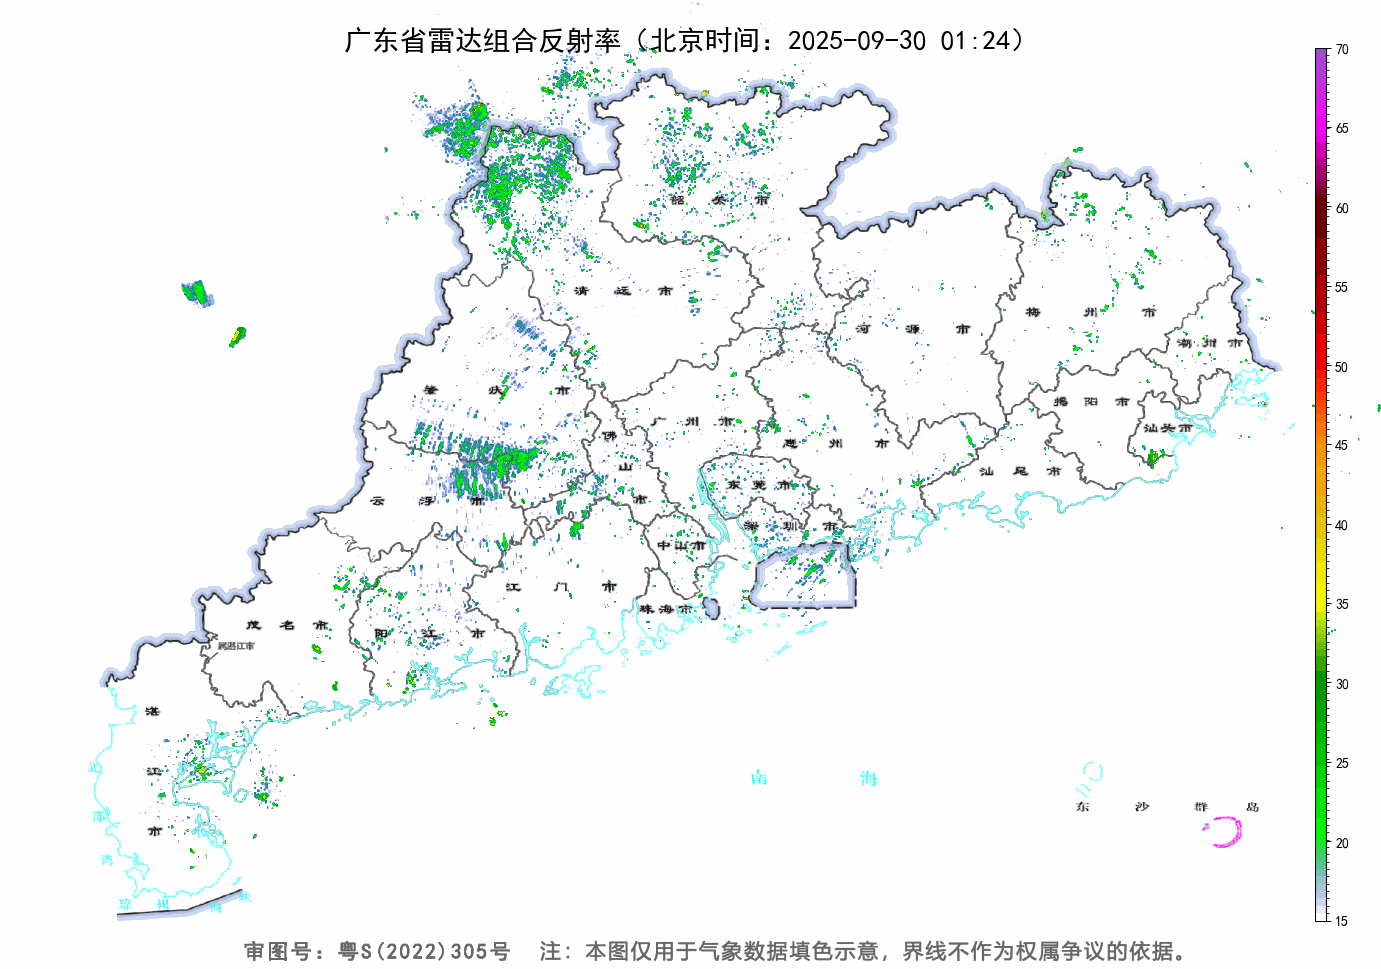 广东省雷达组合反射率（北京时间：2025-09-30 01:24）
70
65
60
55
50
45
40
35
30
25
20
15
韶关市
清远市
河源市
梅州市
潮州市
肇庆市
广州市
佛山市
惠州市
揭阳市
汕头市
汕尾市
云浮市
东莞市
深圳市
中山市
江门市
珠海市
茂名市
阳江市
属湛江市
湛江市
北部湾
琼州海峡
南海
东沙群岛
审图号：粤S(2022)305号 注：本图仅用于气象数据填色示意，界线不作为权属争议的依据。